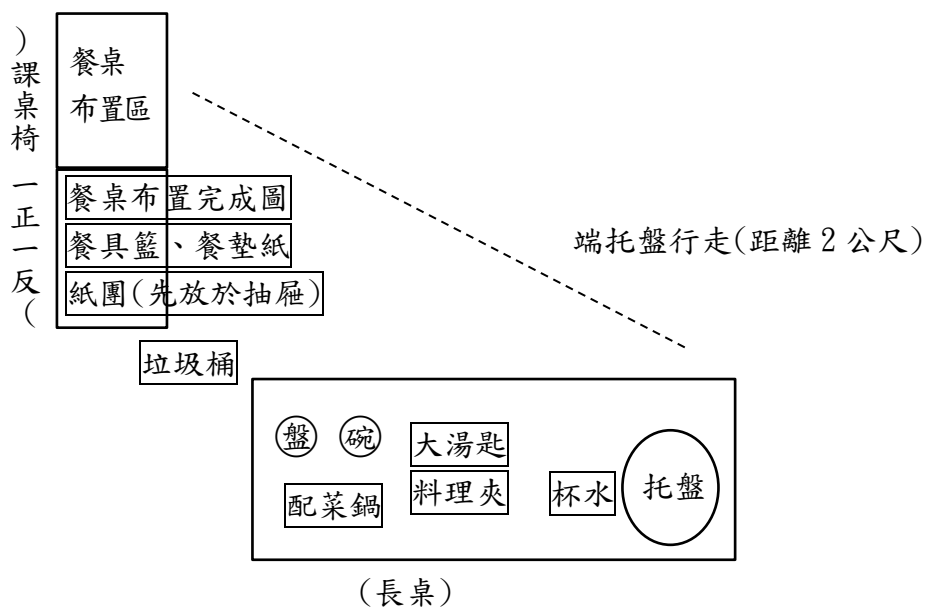 餐桌
布置區
）課桌椅 一正一反（
餐桌布置完成圖
餐具籃、餐墊紙
紙團(先放於抽屜)
端托盤行走(距離 2 公尺)
垃圾桶
盤
碗
大湯匙
料理夾
配菜鍋
杯水
托盤
(長桌)